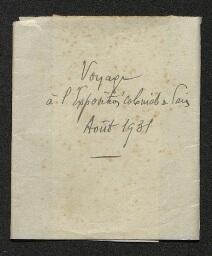 Voyage
à l'Exposition coloniale Paris
Août 1931